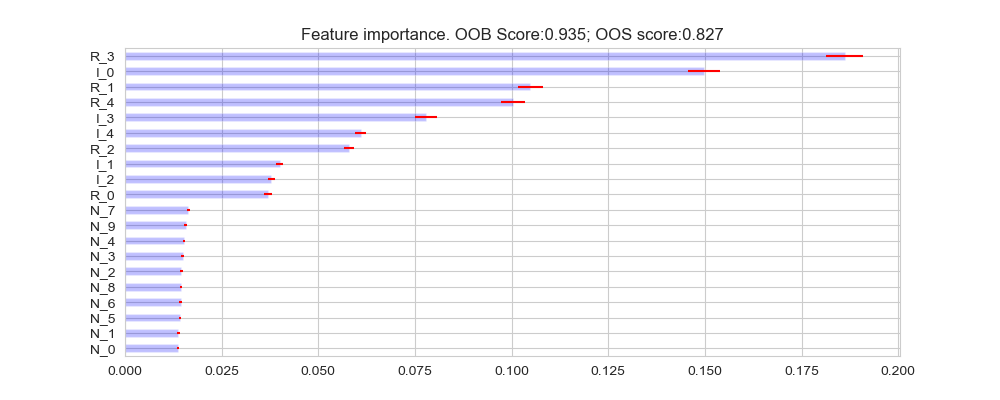 Feature importance. OOB Score:0.935; OOS score:0.827
R_3
I_0
R_1
R_4
I_3
I_4
R_2
I_1
I_2
R_0
N_7
N_9
N_4
N_3
N_2
N_8
N_6
N_5
N_1
N_0
0.000 0.025 0.050 0.075 0.100 0.125 0.150 0.175 0.200